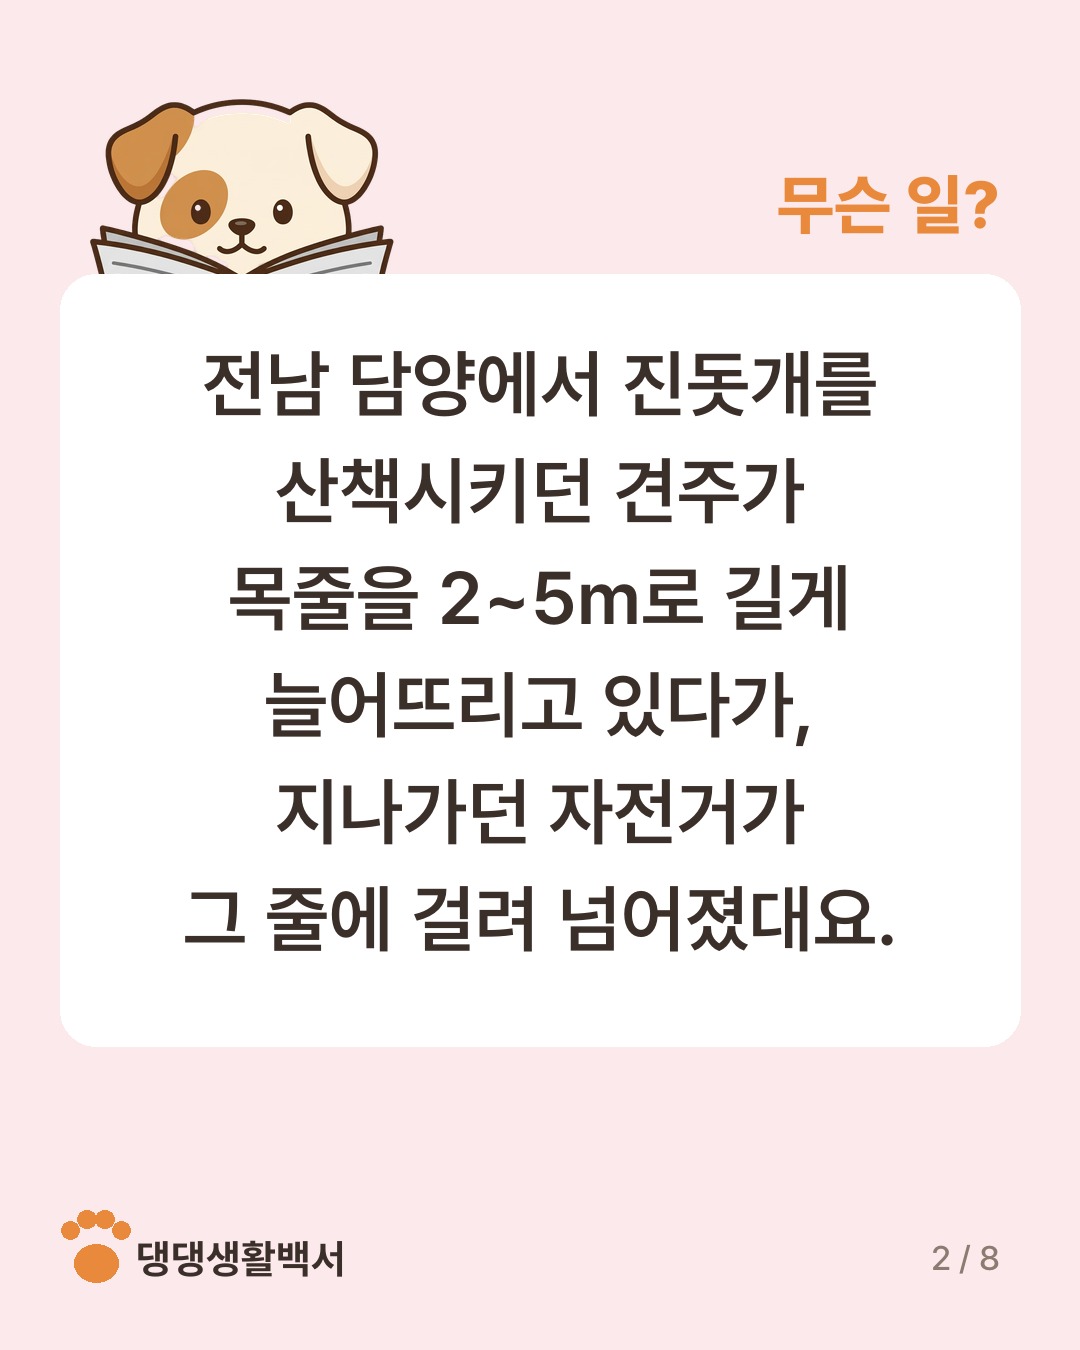 무슨 일?
전남 담양에서 진돗개를
산책시키던 견주가
목줄을 2~5m로 길게
늘어뜨리고 있다가,
지나가던 자전거가
그 줄에 걸려 넘어졌대요.
댕댕생활백서
2 / 8